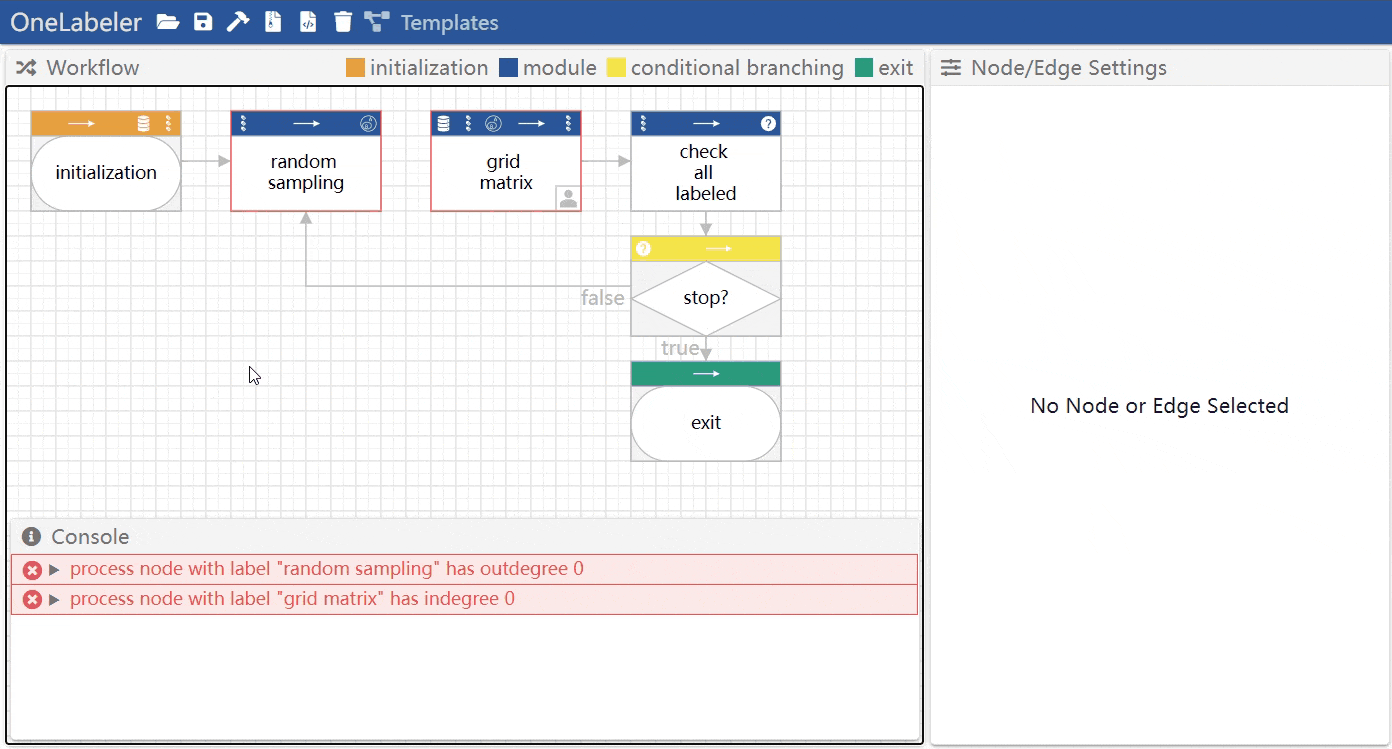 OneLabeler Templates
Workflow
initialization module conditional branching exit
Node/Edge Settings
initialization
random
sampling
grid
matrix
check
all
labeled
?
?
stop?
false
true
exit
No Node or Edge Selected
Console
process node with label "random sampling" has outdegree 0
process node with label "grid matrix" has indegree 0